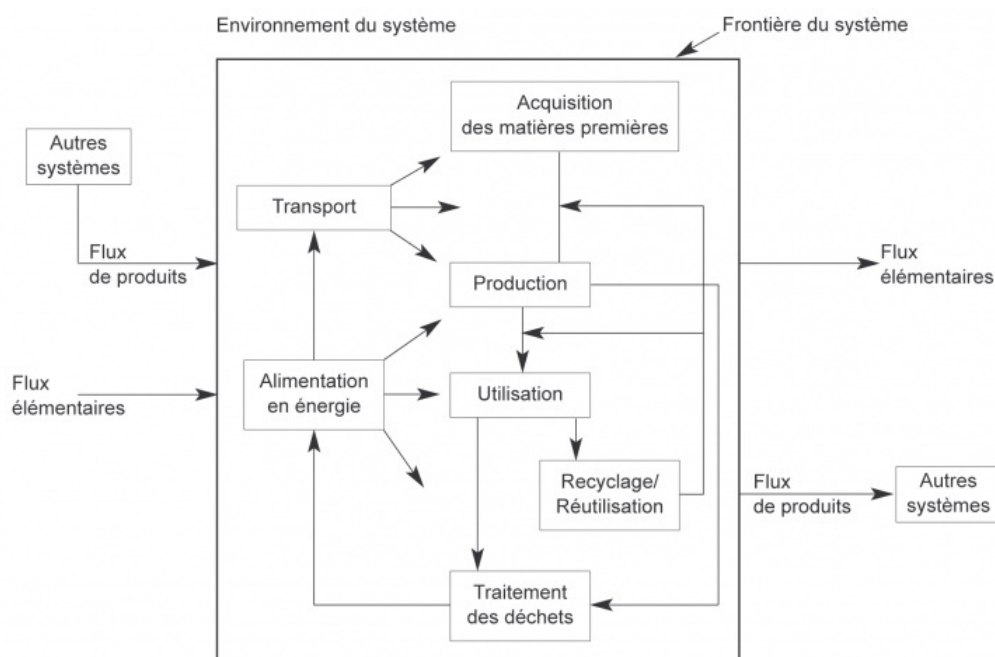 Environnement du système
Frontière du système
Acquisition
des matières premières
Autres
systèmes
Transport
Flux
de produits
Production
Flux
élémentaires
Flux
élémentaires
Alimentation
en énergie
Utilisation
Recyclage/
Réutilisation
Flux
de produits
Autres
systèmes
Traitement
des déchets